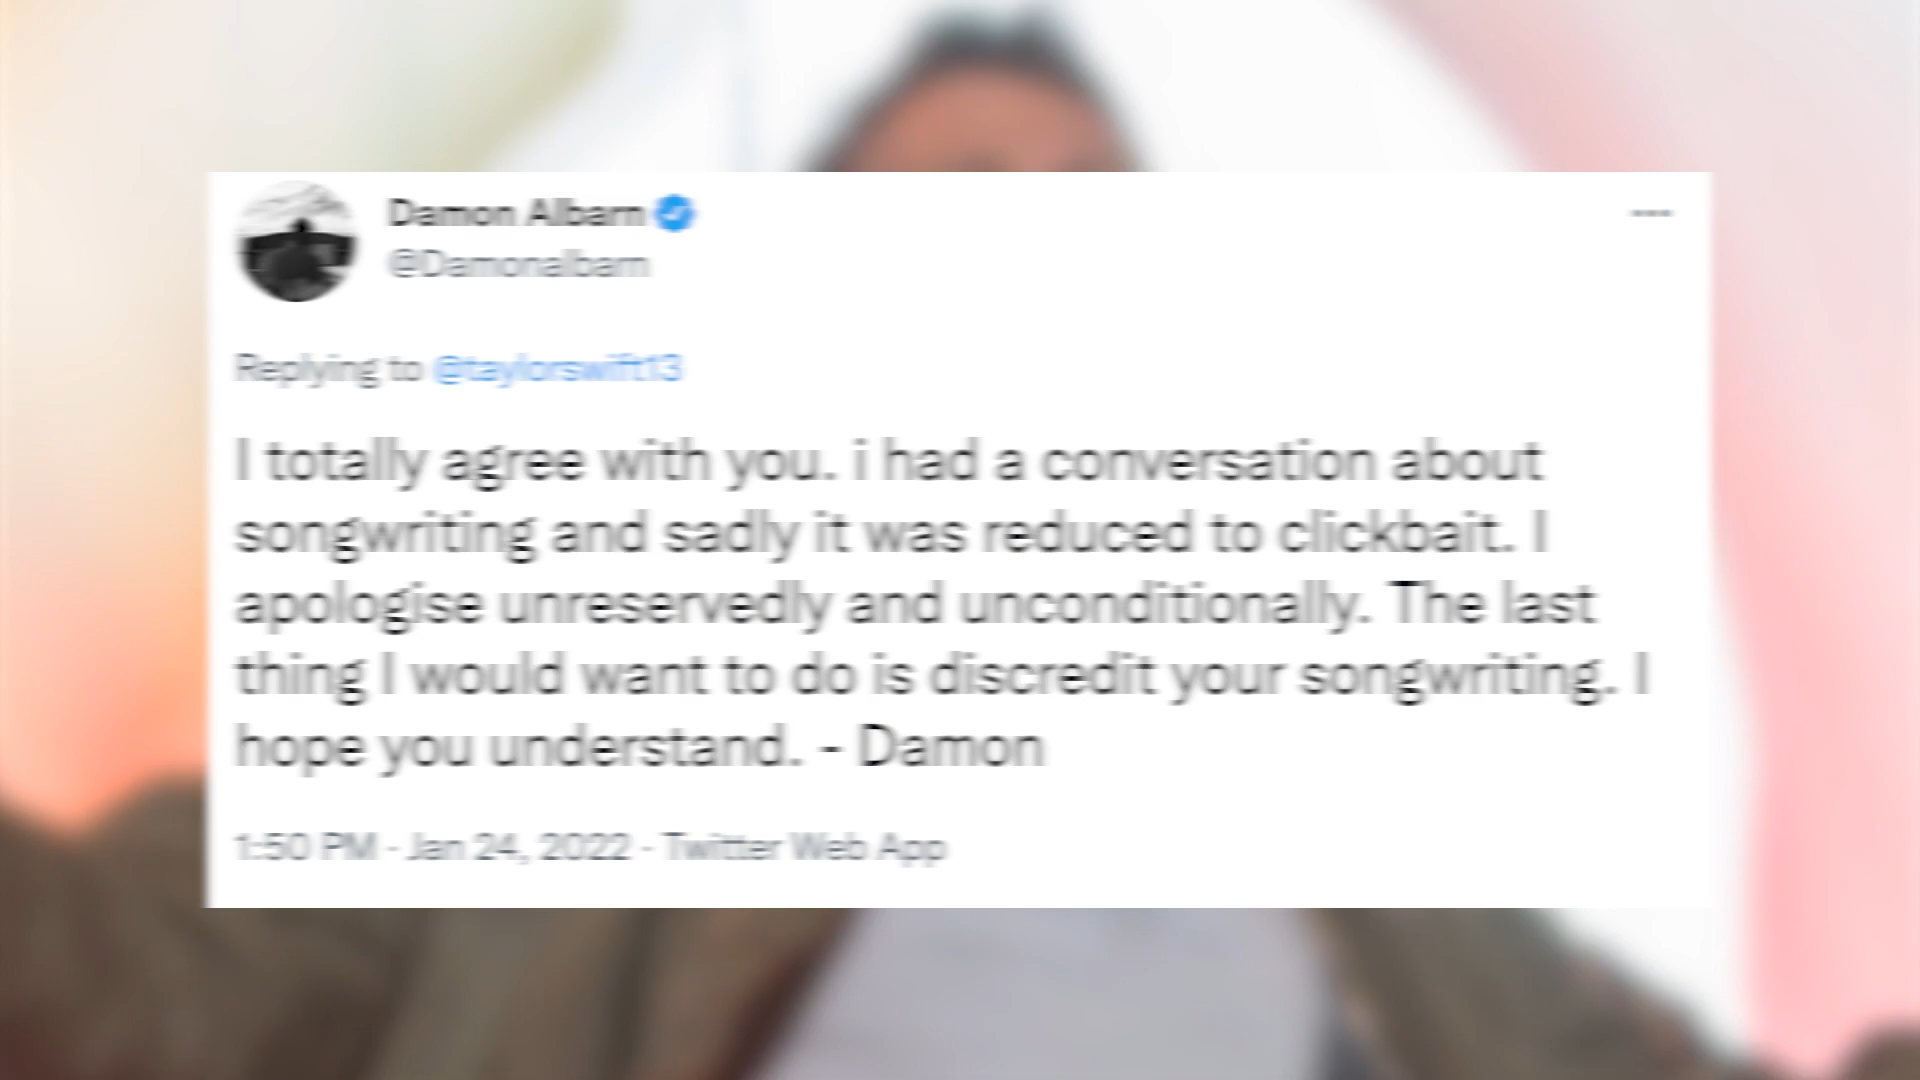 Damon Albarn
@Damonalbarn
Replying to @taylorswift13
I totally agree with you. i had a conversation about
songwriting and sadly it was reduced to clickbait. I
apologise unreservedly and unconditionally. The last
thing I would want to do is discredit your songwriting. I
hope you understand. - Damon
1:50 PM · Jan 24, 2022 · Twitter Web App